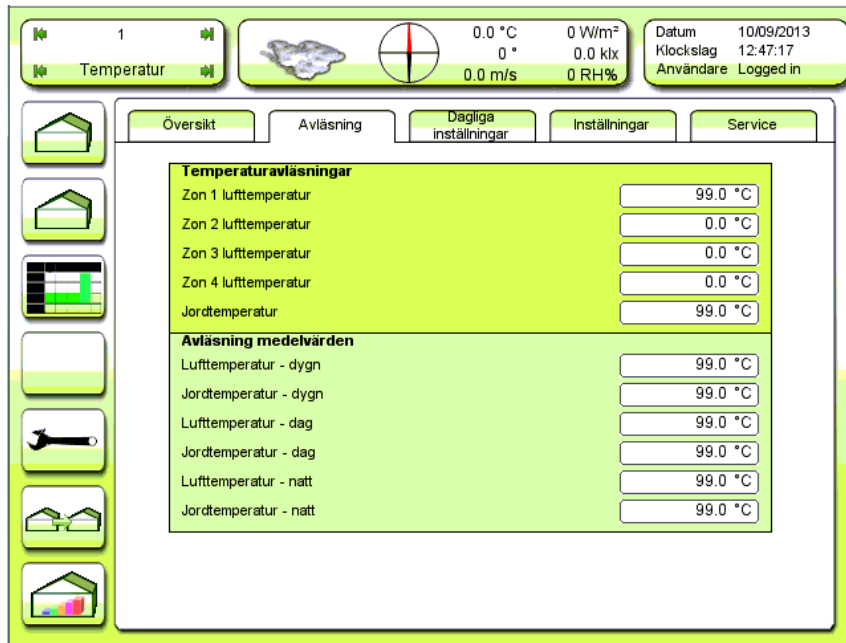 1
Temperatur
0.0 °C 0 W/m²
0 ° 0.0 klx
0.0 m/s 0 RH%
Datum 10/09/2013
Klockslag 12:47:17
Användare Logged in
Översikt
Avläsning
Dagliga
inställningar
Inställningar
Service
Temperaturavläsningar
Zon 1 lufttemperatur 99.0 °C
Zon 2 lufttemperatur 0.0 °C
Zon 3 lufttemperatur 0.0 °C
Zon 4 lufttemperatur 0.0 °C
Jordtemperatur 99.0 °C
Avläsning medelvärden
Lufttemperatur - dygn 99.0 °C
Jordtemperatur - dygn 99.0 °C
Lufttemperatur - dag 99.0 °C
Jordtemperatur - dag 99.0 °C
Lufttemperatur - natt 99.0 °C
Jordtemperatur - natt 99.0 °C